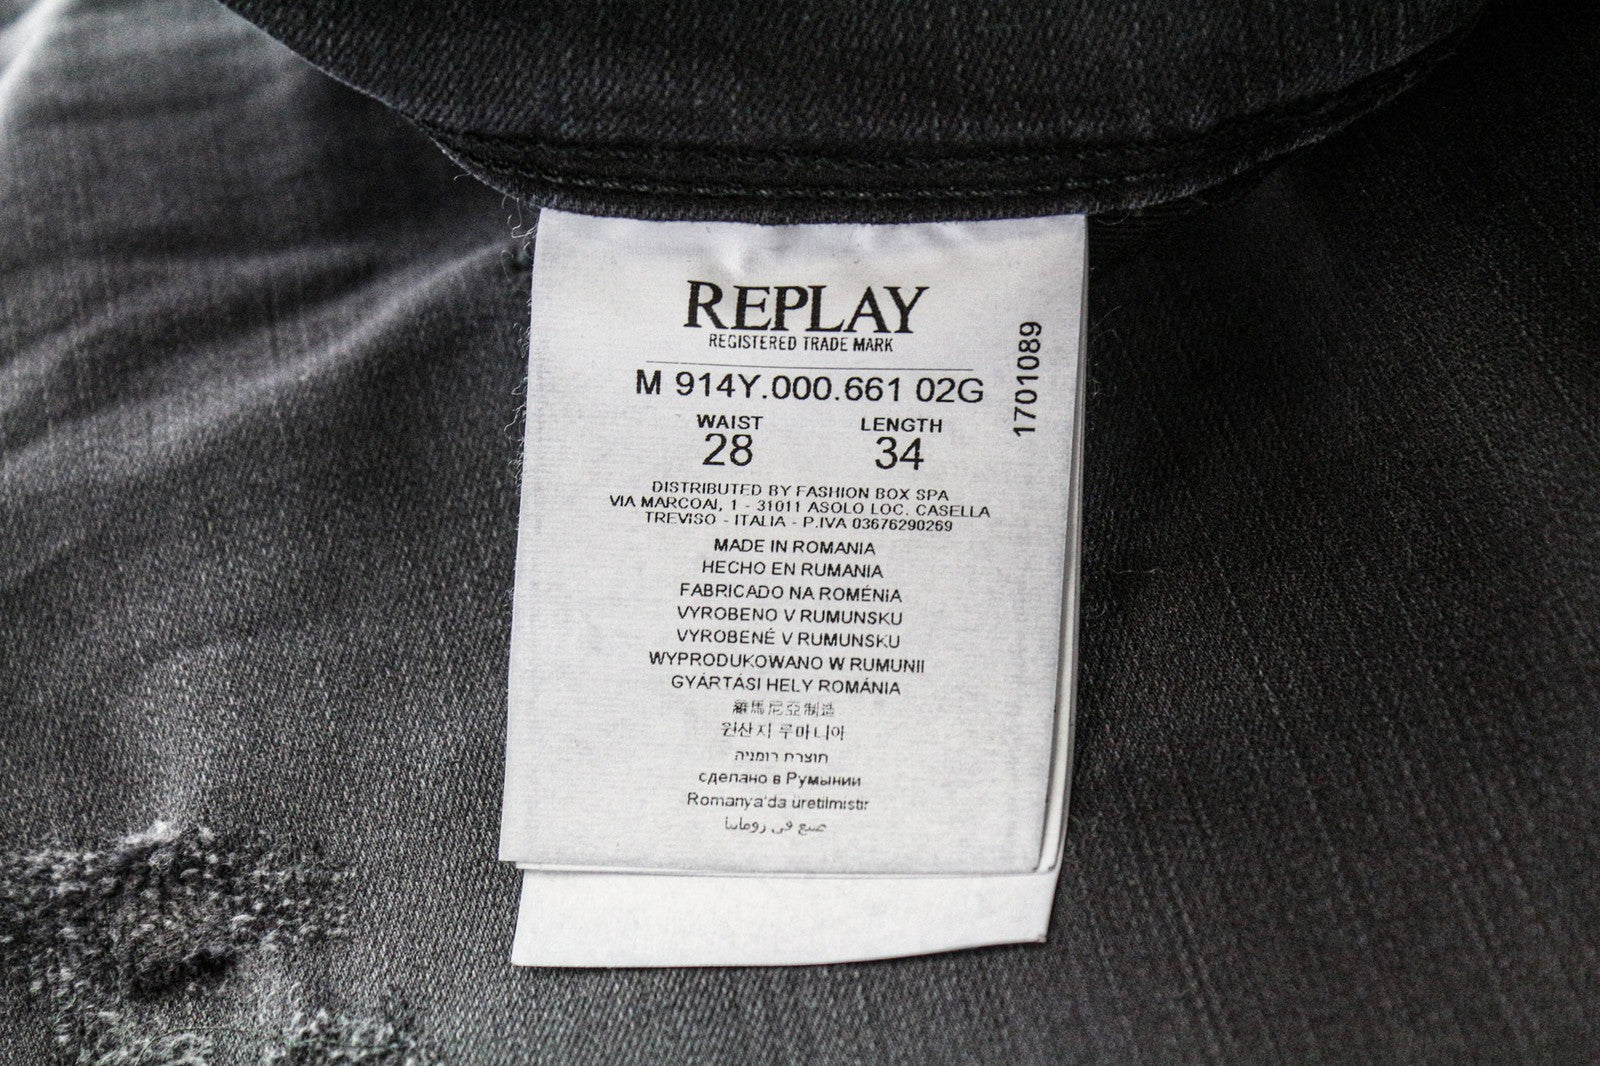 REPLAY
REGISTERED TRADE MARK
M 914Y.000.661 02G
1701089
WAIST LENGTH
28 34
DISTRIBUTED BY FASHION BOX SPA
VIA MARCOAI, 1 - 31011 ASOLO LOC. CASELLA
TREVISO - ITALIA - P.IVA 03676290269
MADE IN ROMANIA
HECHO EN RUMANIA
FABRICADO NA ROMÉNIA
VYROBENO V RUMUNSKU
VYROBENÉ V RUMUNSKU
WYPRODUKOWANO W RUMUNII
GYÁRTÁSI HELY ROMÁNIA
羅馬尼亞制造
원산지 루마니아
תוצרת רומניה
сделано в Румынии
Romanya'da üretilmistir
صنع في رومانيا